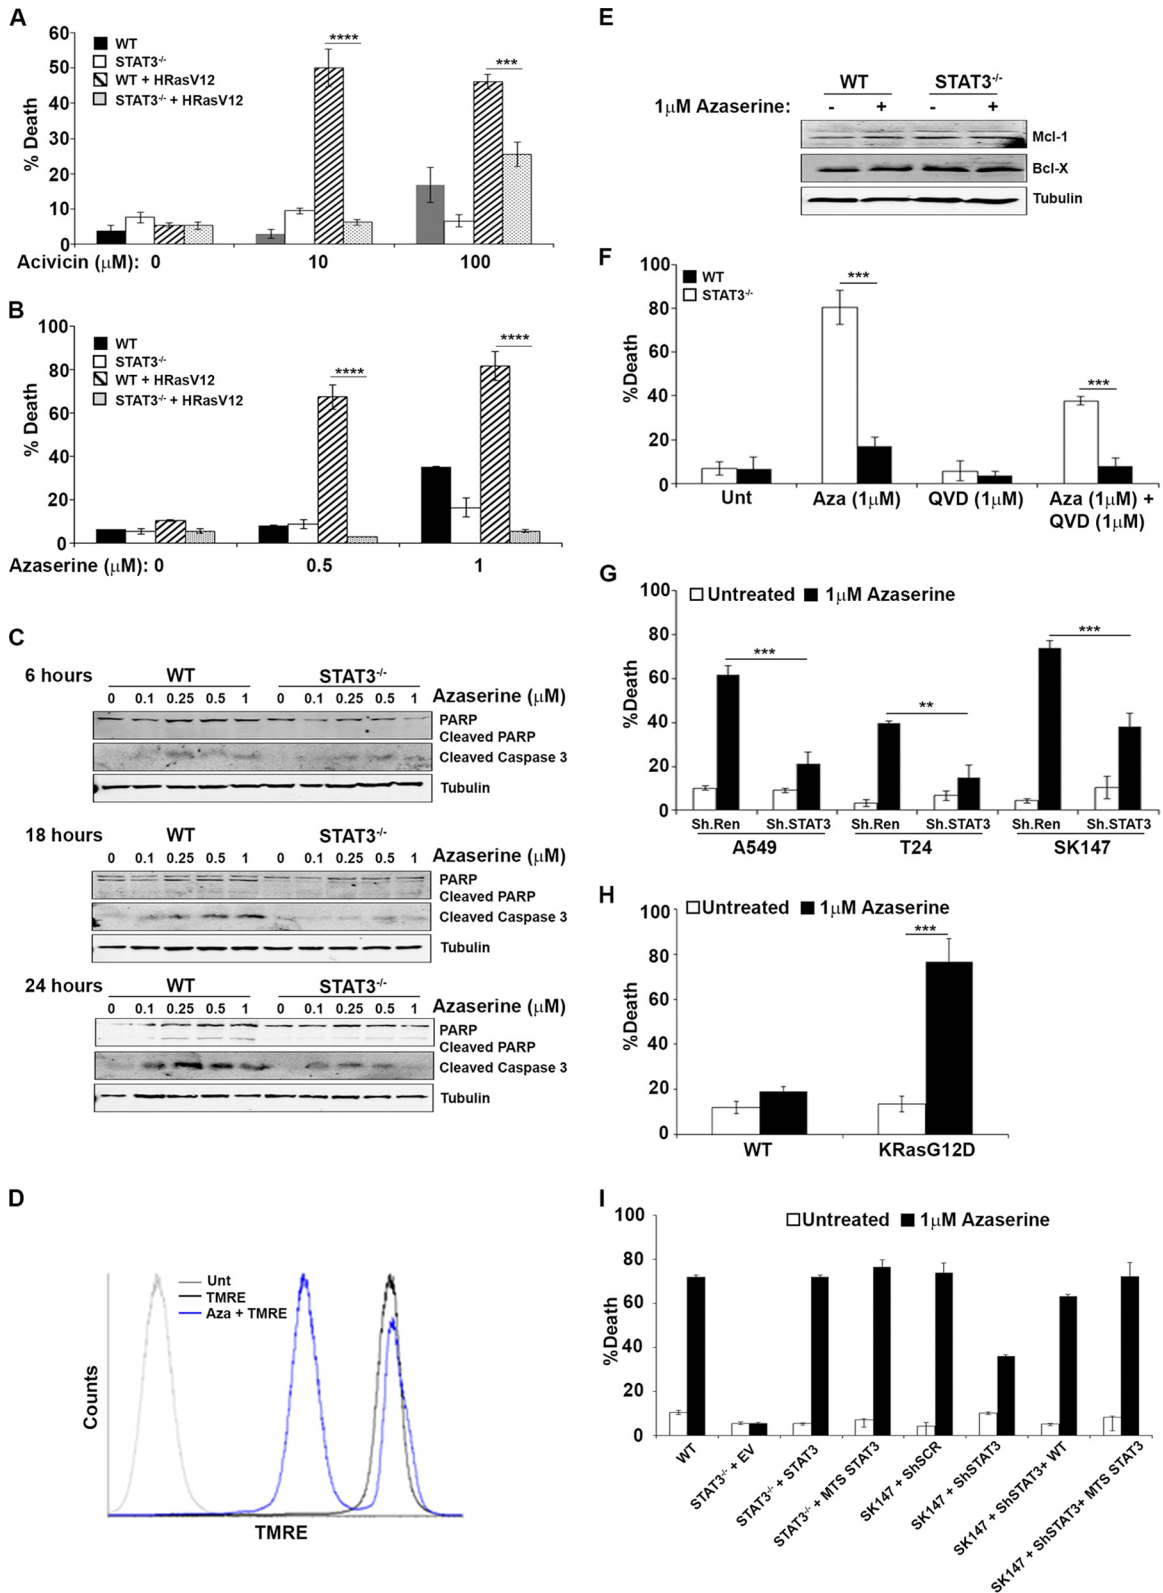 A
60
50
40
30
20
10
0
% Death
WT
STAT3-/-
WT + HRasV12
STAT3-/- + HRasV12
****
***
Acivicin (μM): 0 10 100
B
100
80
60
40
20
0
% Death
WT
STAT3-/-
WT + HRasV12
STAT3-/- + HRasV12
****
****
Azaserine (μM): 0 0.5 1
C
6 hours WT STAT3-/-
0 0.1 0.25 0.5 1 0 0.1 0.25 0.5 1 Azaserine (μM)
PARP
Cleaved PARP
Cleaved Caspase 3
Tubulin
18 hours WT STAT3-/-
0 0.1 0.25 0.5 1 0 0.1 0.25 0.5 1 Azaserine (μM)
PARP
Cleaved PARP
Cleaved Caspase 3
Tubulin
24 hours WT STAT3-/-
0 0.1 0.25 0.5 1 0 0.1 0.25 0.5 1 Azaserine (μM)
PARP
Cleaved PARP
Cleaved Caspase 3
Tubulin
D
Unt
TMRE
Aza + TMRE
Counts
TMRE
E
WT STAT3-/-
1μM Azaserine: - + - +
Mcl-1
Bcl-X
Tubulin
F
100
80
60
40
20
0
%Death
WT
STAT3-/-
***
***
Unt Aza (1μM) QVD (1μM) Aza (1μM) +
QVD (1μM)
G
100
80
60
40
20
0
%Death
Untreated 1μM Azaserine
***
**
***
Sh.Ren Sh.STAT3 Sh.Ren Sh.STAT3 Sh.Ren Sh.STAT3
A549 T24 SK147
H
100
80
60
40
20
0
%Death
Untreated 1μM Azaserine
***
WT KRasG12D
I
100
80
60
40
20
0
%Death
Untreated 1μM Azaserine
WT
STAT3-/- + EV
STAT3-/- + STAT3
STAT3-/- + MTS STAT3
SK147 + ShSCR
SK147 + ShSTAT3
SK147 + ShSTAT3+ WT
SK147 + ShSTAT3+ MTS STAT3